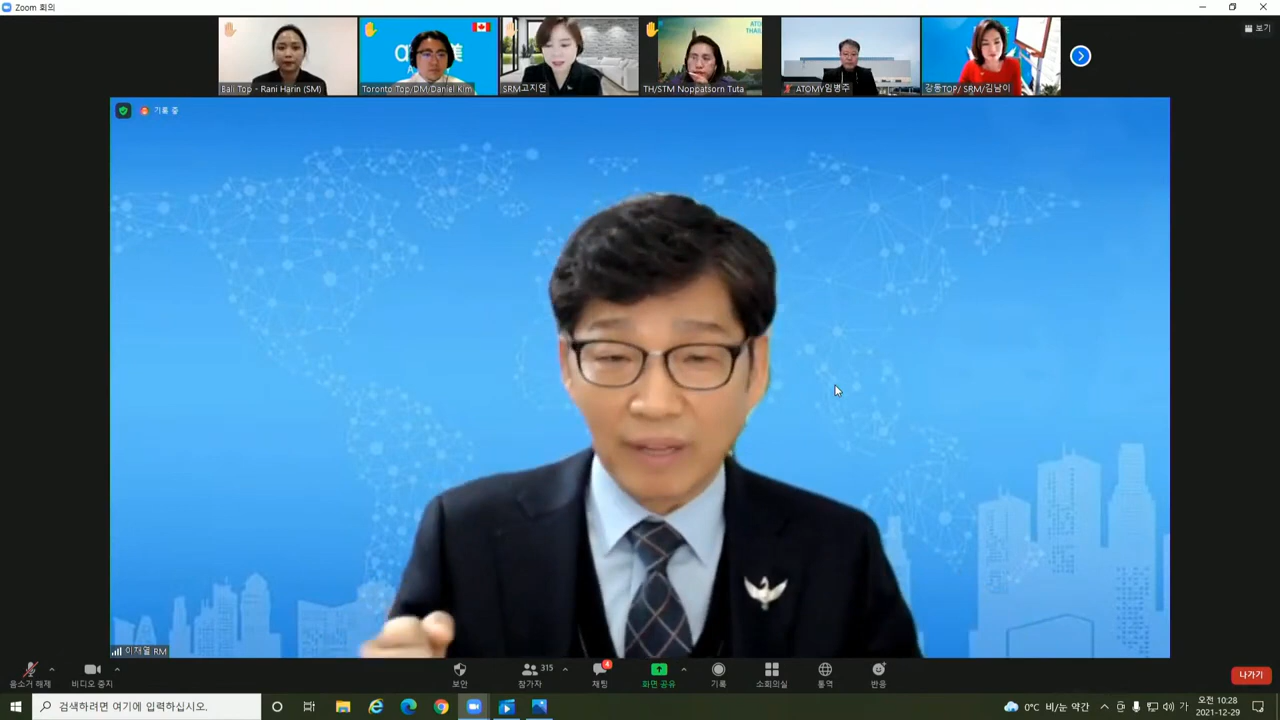 Zoom 회의
보기
Bali Top - Rani Harin (SM)
Toronto Top/DM/Daniel Kim
SRM고지연
TH/STM Noppatsorn Tuta
ATOMY임병주
강동TOP/ SRM/김남이
기록 중
이재열 RM
음소거 해제
비디오 중지
보안
315
참가자
4
채팅
화면 공유
기록
소회의실
통역
반응
나가기
검색하려면 여기에 입력하십시오.
0°C 비/눈 약간
가
오전 10:28
2021-12-29